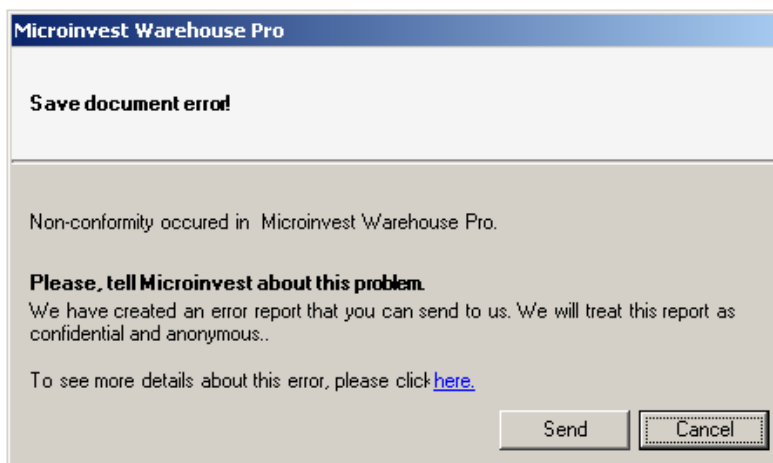 Microinvest Warehouse Pro
Save document error!
Non-conformity occured in Microinvest Warehouse Pro.
Please, tell Microinvest about this problem.
We have created an error report that you can send to us. We will treat this report as
confidential and anonymous..
To see more details about this error, please click here.
Send Cancel